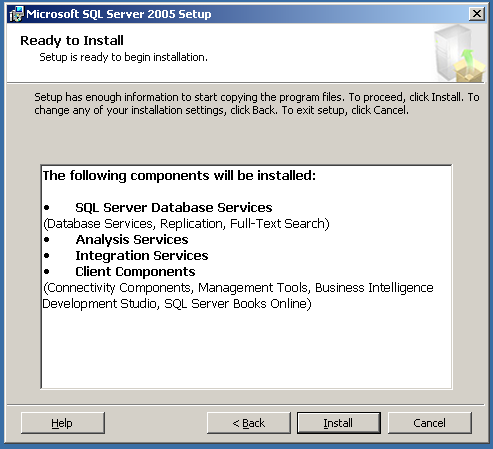 Microsoft SQL Server 2005 Setup
Ready to Install
Setup is ready to begin installation.
Setup has enough information to start copying the program files. To proceed, click Install. To
change any of your installation settings, click Back. To exit setup, click Cancel.
The following components will be installed:
• SQL Server Database Services
(Database Services, Replication, Full-Text Search)
• Analysis Services
• Integration Services
• Client Components
(Connectivity Components, Management Tools, Business Intelligence
Development Studio, SQL Server Books Online)
Help < Back Install Cancel